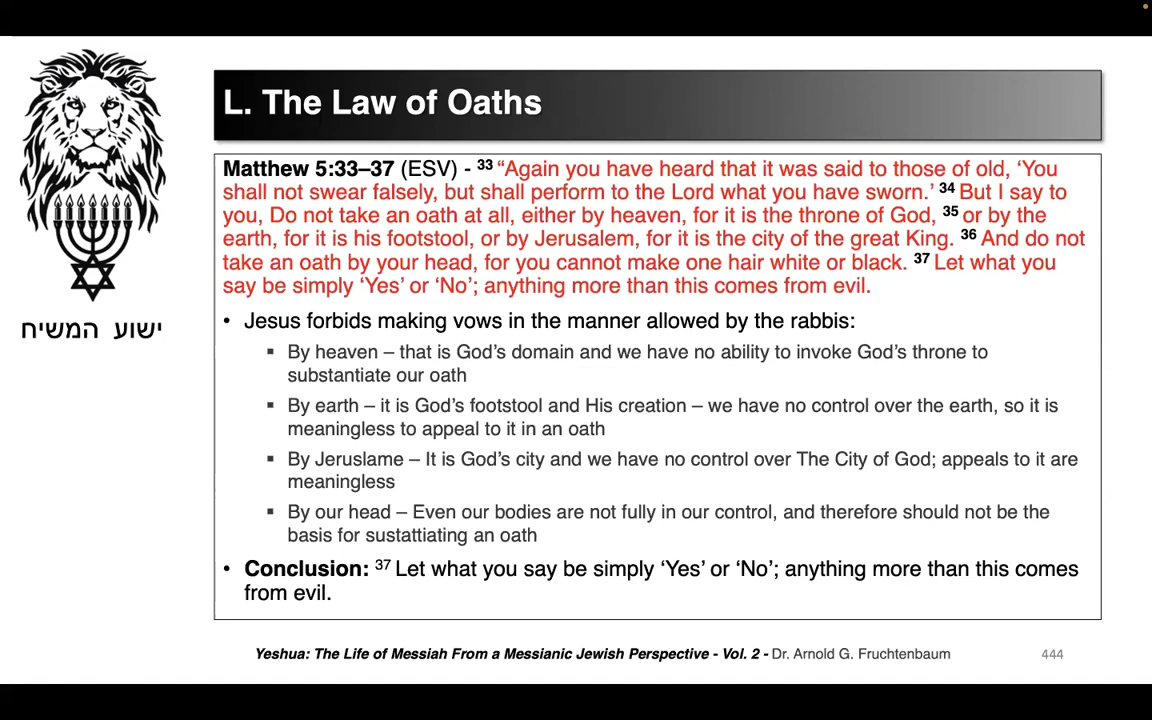 L. The Law of Oaths
Matthew 5:33–37 (ESV) - 33 “Again you have heard that it was said to those of old, ‘You
shall not swear falsely, but shall perform to the Lord what you have sworn.’ 34 But I say to
you, Do not take an oath at all, either by heaven, for it is the throne of God, 35 or by the
earth, for it is his footstool, or by Jerusalem, for it is the city of the great King. 36 And do not
take an oath by your head, for you cannot make one hair white or black. 37 Let what you
say be simply ‘Yes’ or ‘No’; anything more than this comes from evil.
• Jesus forbids making vows in the manner allowed by the rabbis:
▪ By heaven – that is God’s domain and we have no ability to invoke God’s throne to
substantiate our oath
▪ By earth – it is God’s footstool and His creation – we have no control over the earth, so it is
meaningless to appeal to it in an oath
▪ By Jeruslame – It is God’s city and we have no control over The City of God; appeals to it are
meaningless
▪ By our head – Even our bodies are not fully in our control, and therefore should not be the
basis for sustattiating an oath
• Conclusion: 37 Let what you say be simply ‘Yes’ or ‘No’; anything more than this comes
from evil.
ישוע המשיח
Yeshua: The Life of Messiah From a Messianic Jewish Perspective - Vol. 2 - Dr. Arnold G. Fruchtenbaum
444